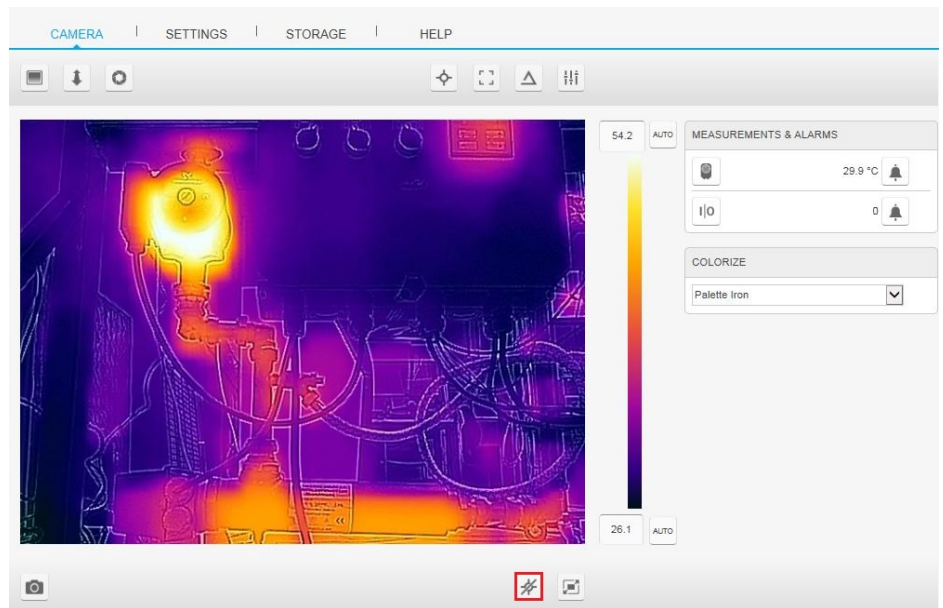 CAMERA
SETTINGS
STORAGE
HELP
54.2 AUTO
MEASUREMENTS & ALARMS
29.9 °C
I|O 0
COLORIZE
Palette Iron
26.1 AUTO